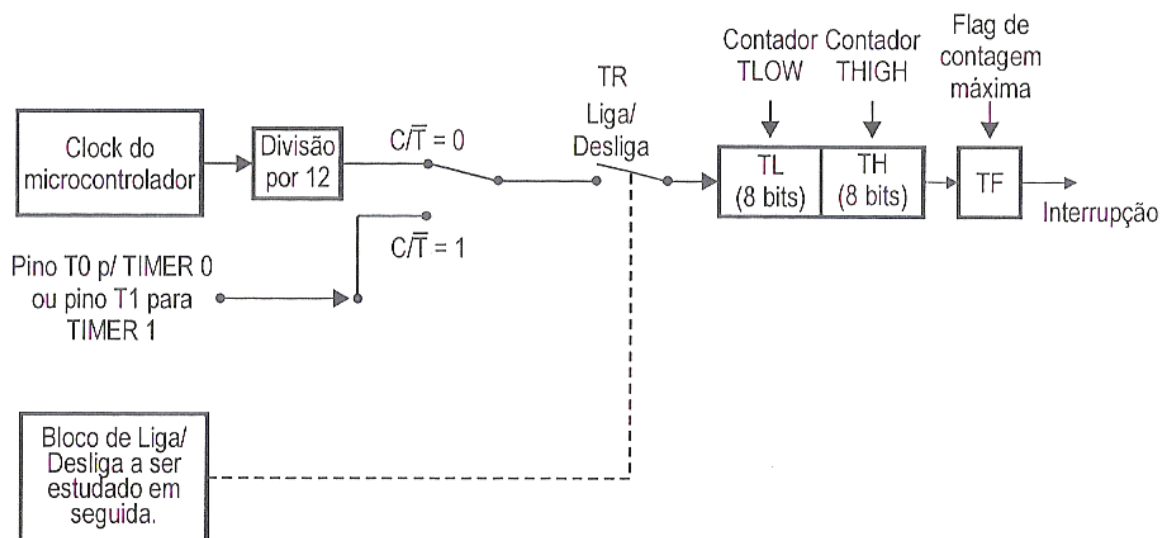 Contador
TLOW
Contador
THIGH
Flag de
contagem
máxima
TR
Liga/
Desliga
Clock do
microcontrolador
Divisão
por 12
C/T̅ = 0
TL
(8 bits)
TH
(8 bits)
TF
Interrupção
C/T̅ = 1
Pino T0 p/ TIMER 0
ou pino T1 para
TIMER 1
Bloco de Liga/
Desliga a ser
estudado em
seguida.